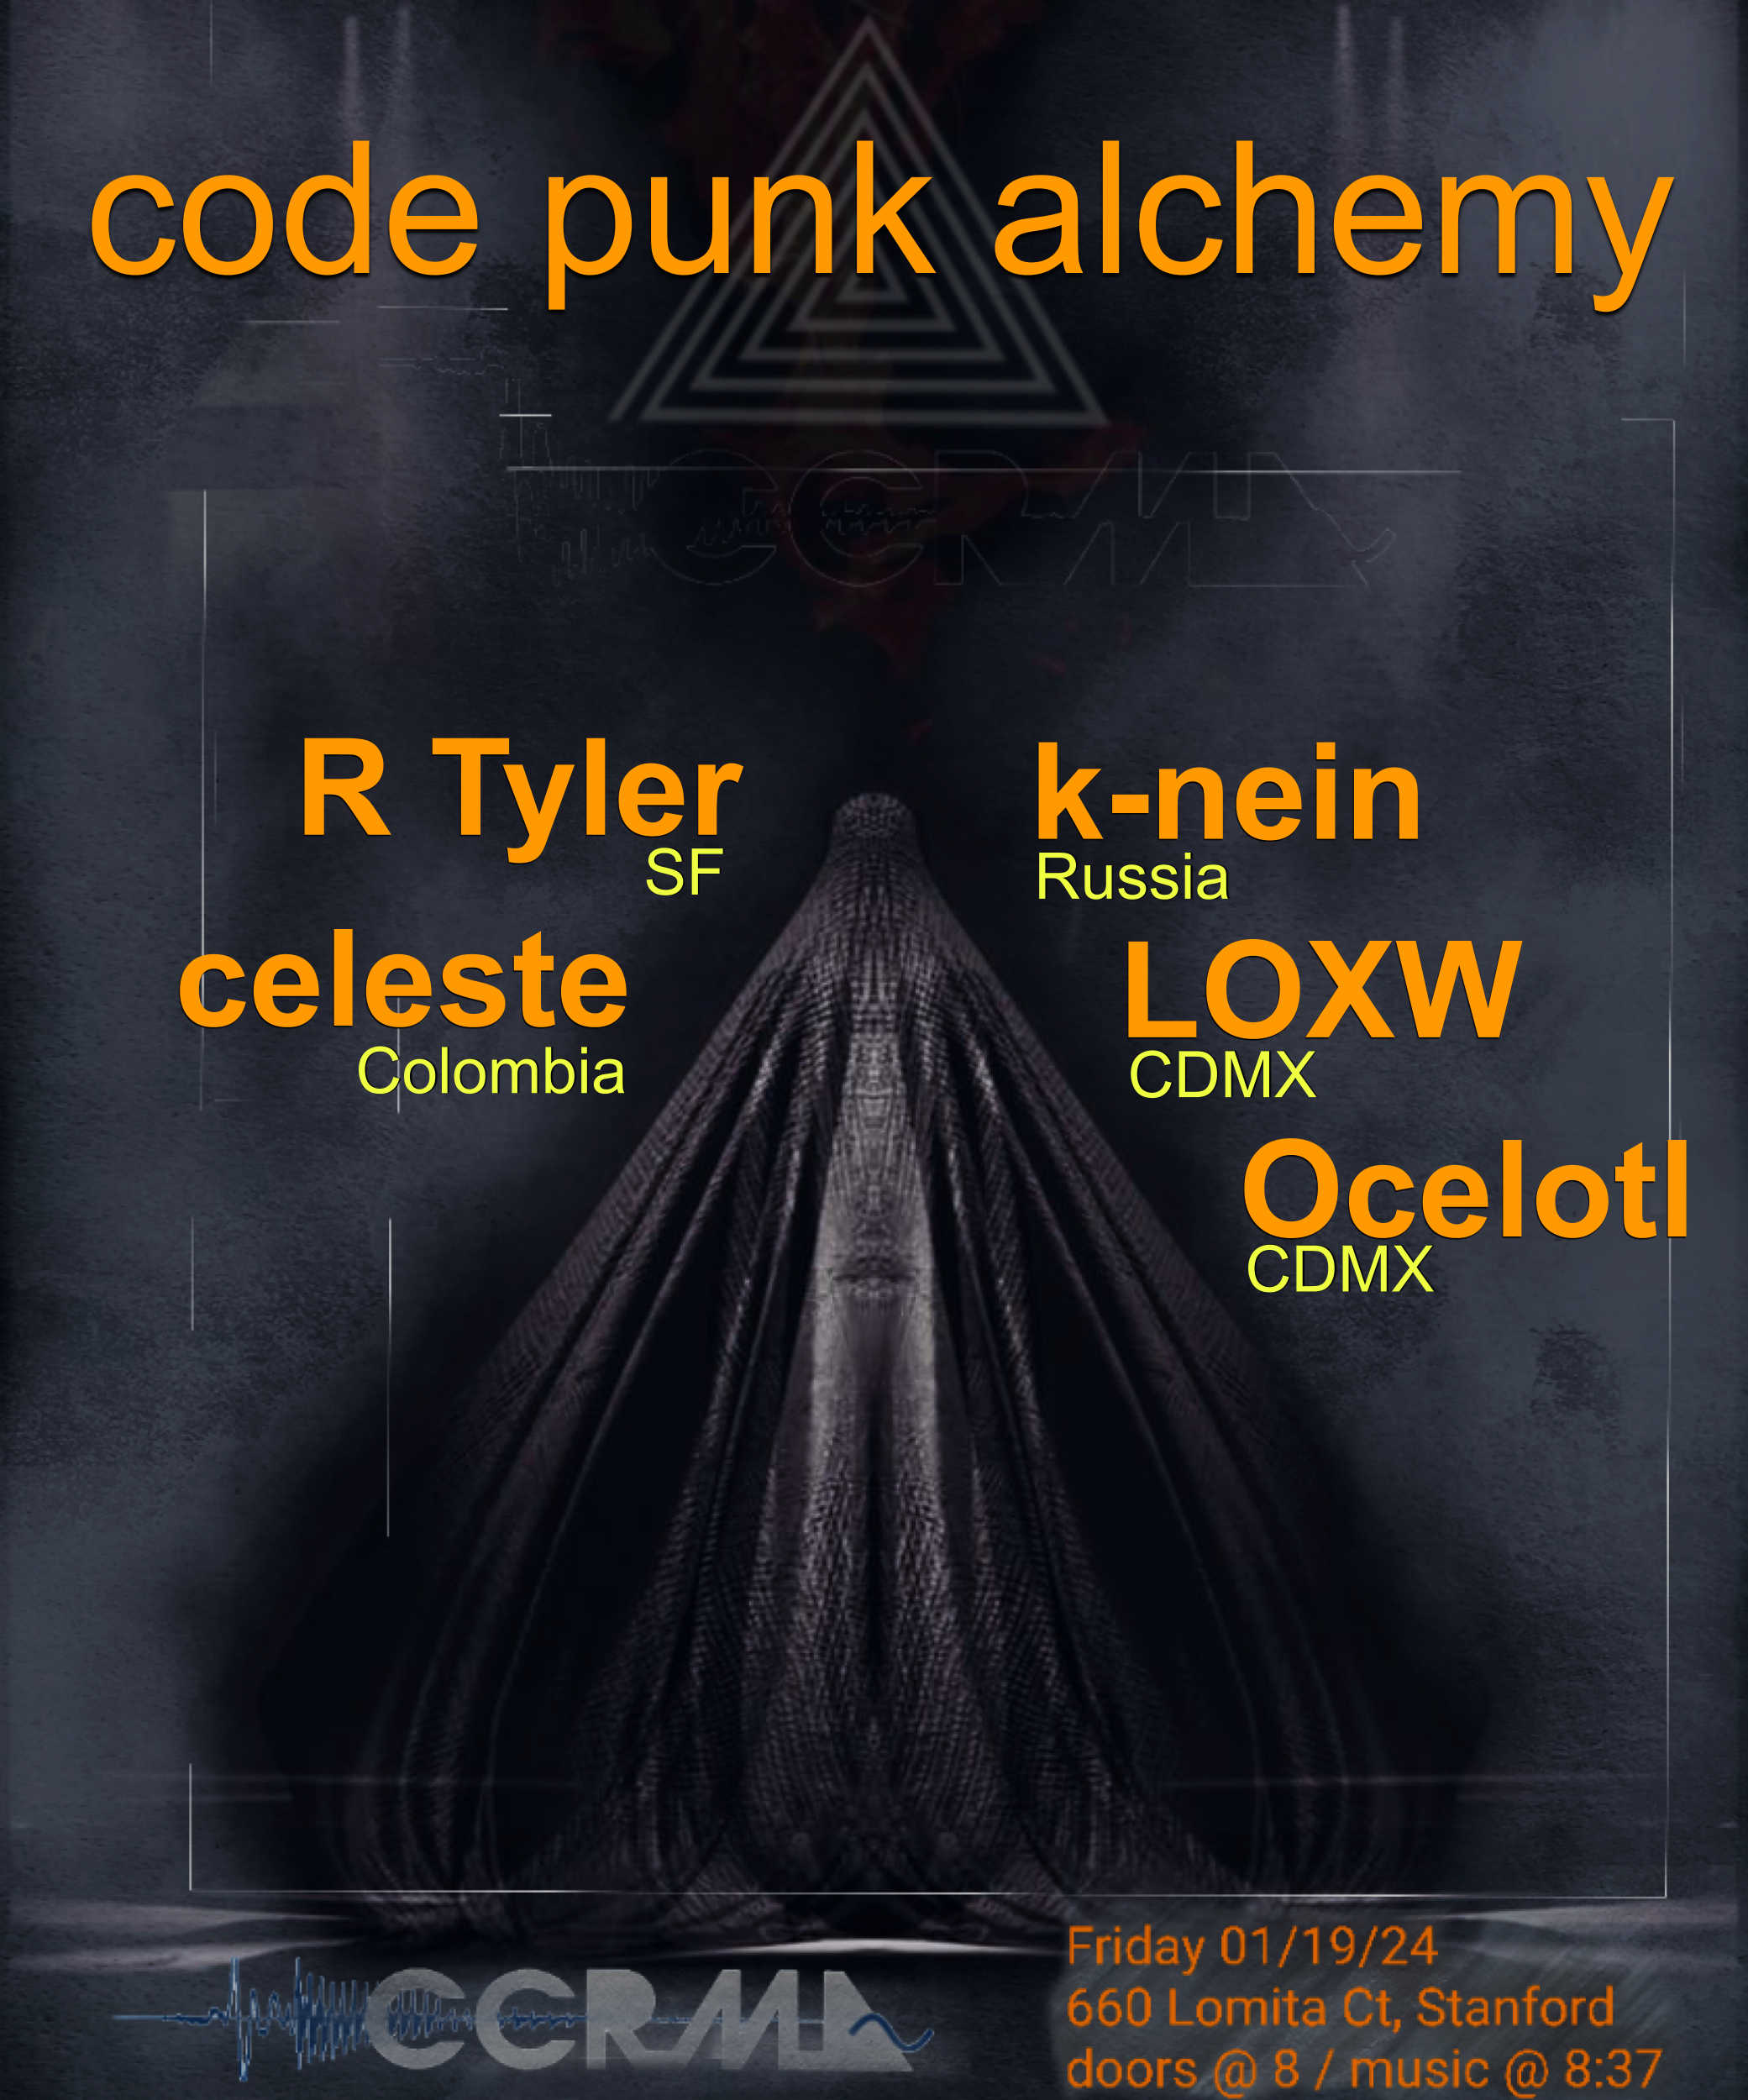 code punk alchemy
CCRMA
R Tyler
SF
k-nein
Russia
celeste
Colombia
LOXW
CDMX
Ocelotl
CDMX
CCRMA
Friday 01/19/24
660 Lomita Ct, Stanford
doors @ 8 / music @ 8:37